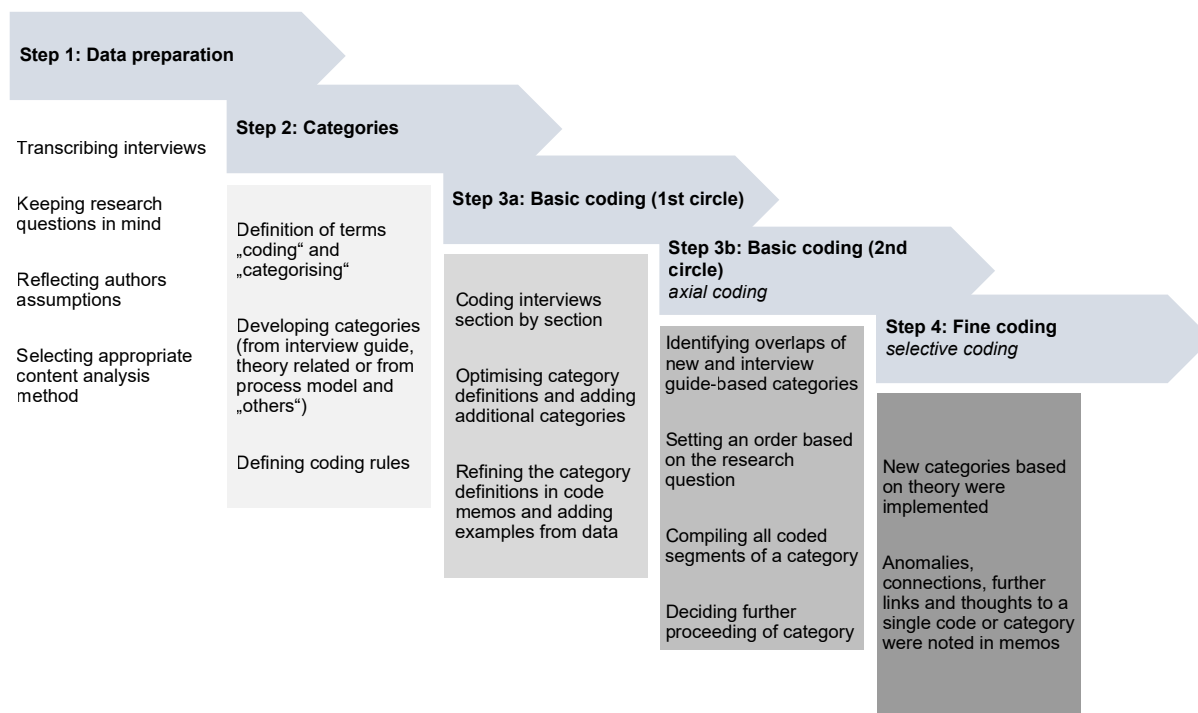 Step 1: Data preparation
Transcribing interviews
Keeping research
questions in mind
Reflecting authors
assumptions
Selecting appropriate
content analysis
method
Step 2: Categories
Definition of terms
„coding“ and
„categorising“
Developing categories
(from interview guide,
theory related or from
process model and
„others“)
Defining coding rules
Step 3a: Basic coding (1st circle)
Coding interviews
section by section
Optimising category
definitions and adding
additional categories
Refining the category
definitions in code
memos and adding
examples from data
Step 3b: Basic coding (2nd
circle)
axial coding
Identifying overlaps of
new and interview
guide-based categories
Setting an order based
on the research
question
Compiling all coded
segments of a category
Deciding further
proceeding of category
Step 4: Fine coding
selective coding
New categories based
on theory were
implemented
Anomalies,
connections, further
links and thoughts to a
single code or category
were noted in memos